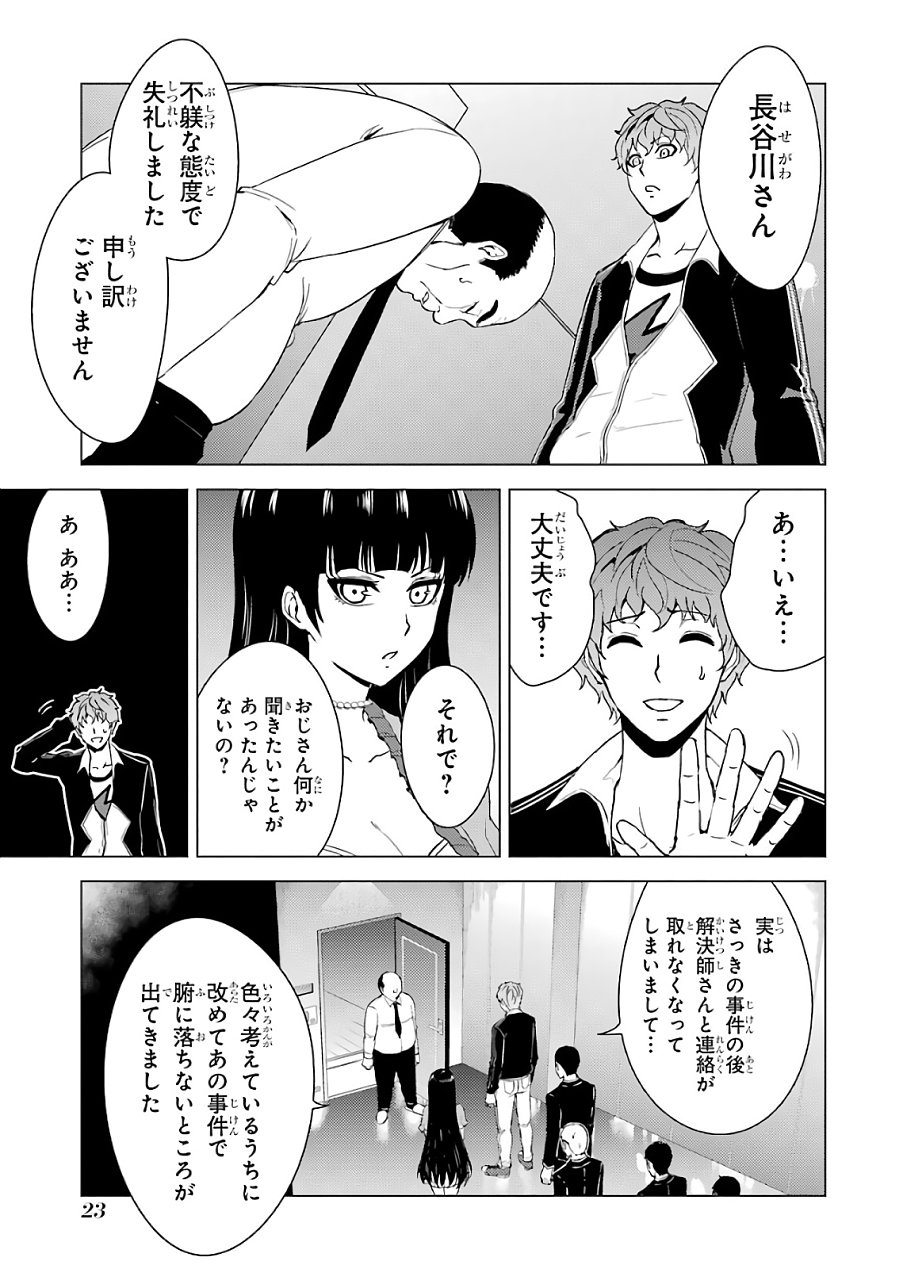 長谷川さん
不躾な態度で
失礼しました
申し訳
ございません
あ…いえ…
大丈夫です…
それで?
おじさん何か
聞きたいことが
あったんじゃ
ないの?
あ ああ…
実は
さっきの事件の後
解決師さんと連絡が
取れなくなって
しまいまして…
色々考えているうちに
改めてあの事件で
腑に落ちないところが
出てきました
23